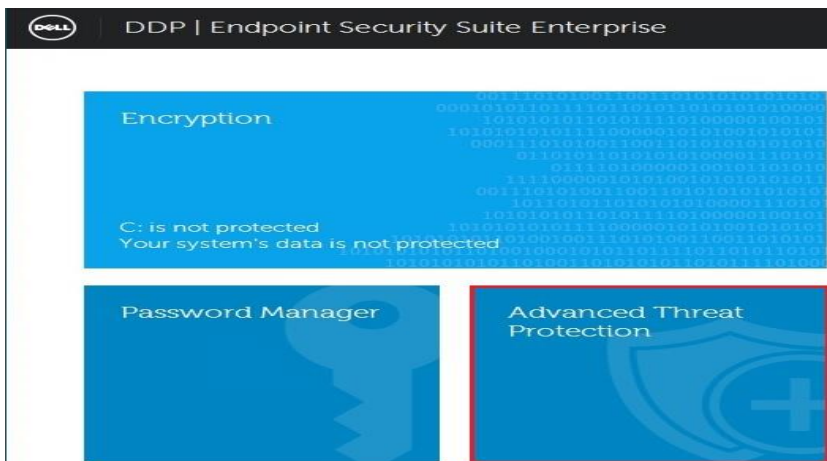 DELL
DDP | Endpoint Security Suite Enterprise
Encryption
C: is not protected
Your system's data is not protected
Password Manager
Advanced Threat
Protection